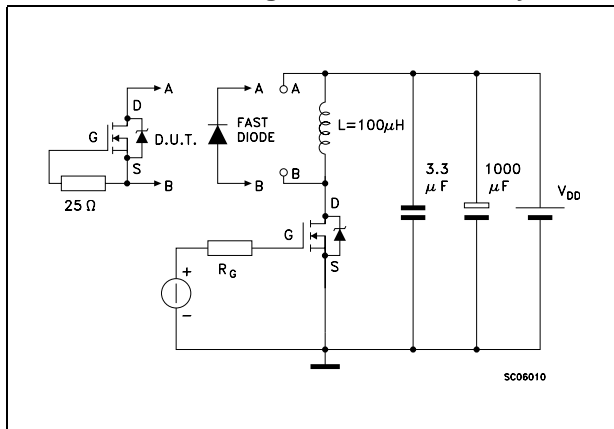 A
A
A
D
G
D.U.T.
FAST
DIODE
L=100μH
S
B
B
B
25 Ω
D
G
S
3.3
μF
1000
μF
VDD
RG
+
-
SC06010